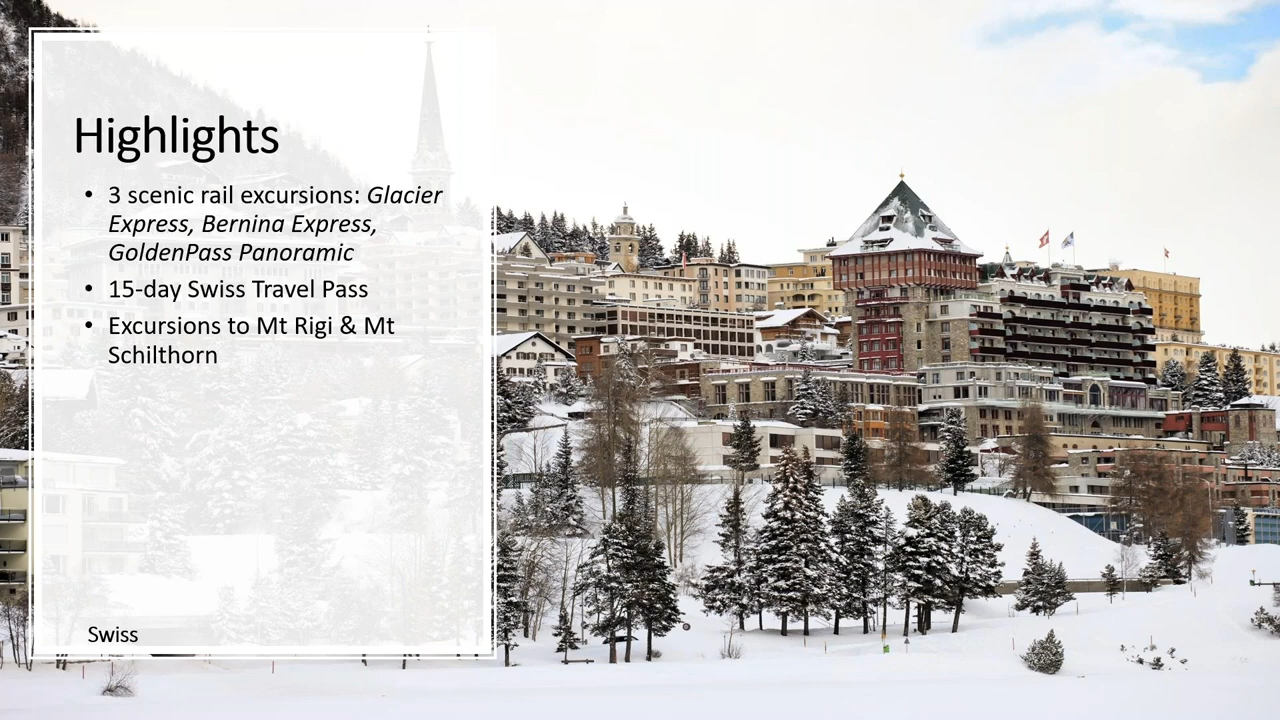 Highlights
• 3 scenic rail excursions: Glacier
Express, Bernina Express,
GoldenPass Panoramic
• 15-day Swiss Travel Pass
• Excursions to Mt Rigi & Mt
Schilthorn
Swiss